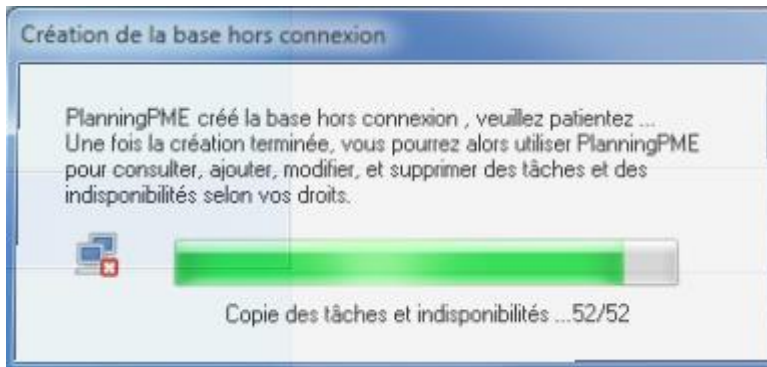 Création de la base hors connexion
PlanningPME créé la base hors connexion , veuillez patientez ...
Une fois la création terminée, vous pourrez alors utiliser PlanningPME
pour consulter, ajouter, modifier, et supprimer des tâches et des
indisponibilités selon vos droits.
Copie des tâches et indisponibilités ...52/52